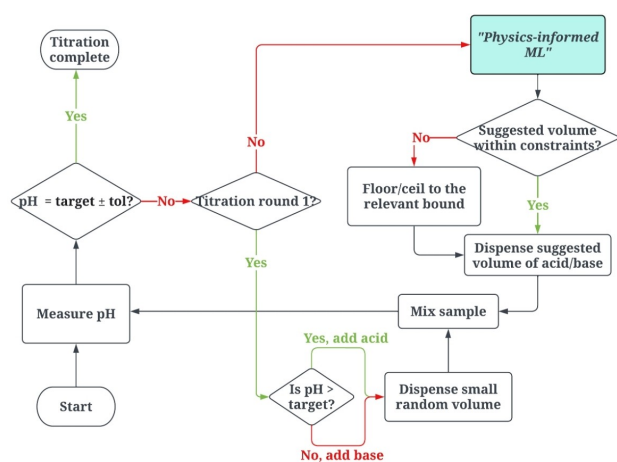 Titration
complete
"Physics-informed
ML"
Yes
No
No
Suggested volume
within constraints?
pH = target ± tol?
No
Titration round 1?
Floor/ceil to the
relevant bound
Yes
Yes
Dispense suggested
volume of acid/base
Measure pH
Mix sample
Yes, add acid
Start
Is pH >
target?
Dispense small
random volume
No, add base